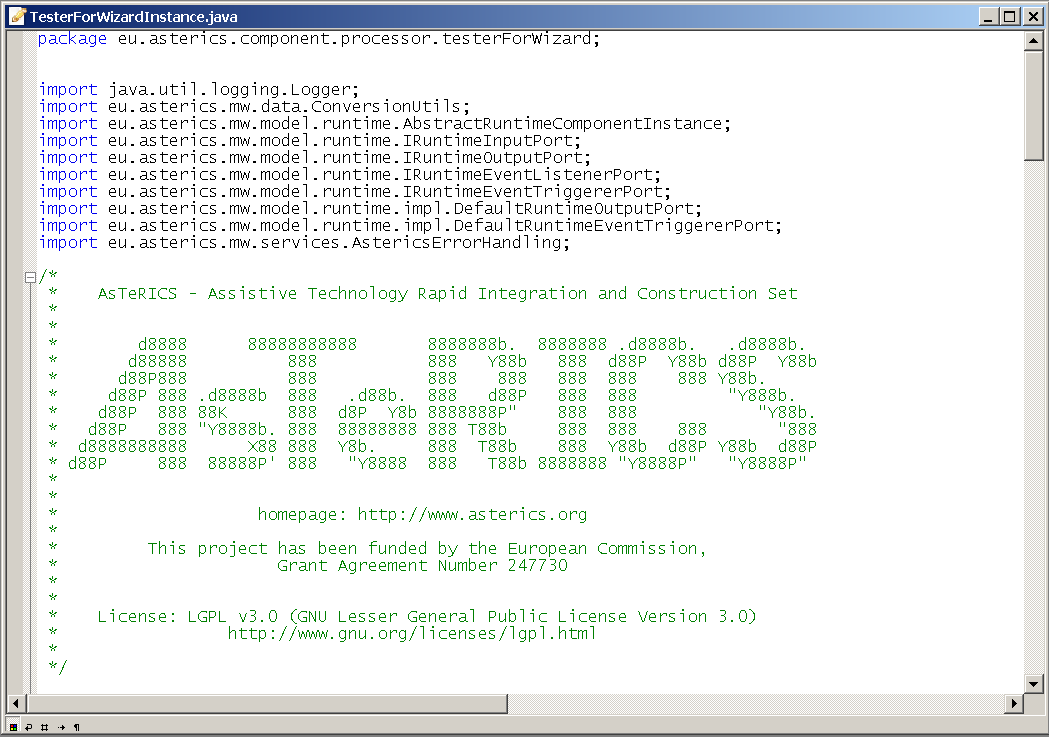 TesterForWizardInstance.java
package eu.asterics.component.processor.testerForWizard;
import java.util.logging.Logger;
import eu.asterics.mw.data.ConversionUtils;
import eu.asterics.mw.model.runtime.AbstractRuntimeComponentInstance;
import eu.asterics.mw.model.runtime.IRuntimeInputPort;
import eu.asterics.mw.model.runtime.IRuntimeOutputPort;
import eu.asterics.mw.model.runtime.IRuntimeEventListenerPort;
import eu.asterics.mw.model.runtime.IRuntimeEventTriggererPort;
import eu.asterics.mw.model.runtime.impl.DefaultRuntimeOutputPort;
import eu.asterics.mw.model.runtime.impl.DefaultRuntimeEventTriggererPort;
import eu.asterics.mw.services.AstericsErrorHandling;
/*
 *    AsTeRICS - Assistive Technology Rapid Integration and Construction Set
 *
 *
 *        d8888      88888888888       8888888b.  8888888 .d8888b.   .d8888b.
 *       d88888          888           888   Y88b   888  d88P  Y88b d88P  Y88b
 *      d88P888          888           888    888   888  888    888 Y88b.
 *     d88P 888 .d8888b  888   .d88b.  888   d88P   888  888         "Y888b.
 *    d88P  888 88K      888  d8P  Y8b 8888888P"    888  888            "Y88b.
 *   d88P   888 "Y8888b. 888  88888888 888 T88b     888  888    888       "888
 *  d8888888888      X88 888  Y8b.     888  T88b    888  Y88b  d88P Y88b  d88P
 * d88P     888  88888P' 888   "Y8888  888   T88b 8888888 "Y8888P"   "Y8888P"
 *
 *
 *                    homepage: http://www.asterics.org
 *
 *         This project has been funded by the European Commission,
 *                      Grant Agreement Number 247730
 *
 *
 *    License: LGPL v3.0 (GNU Lesser General Public License Version 3.0)
 *                 http://www.gnu.org/licenses/lgpl.html
 *
 */